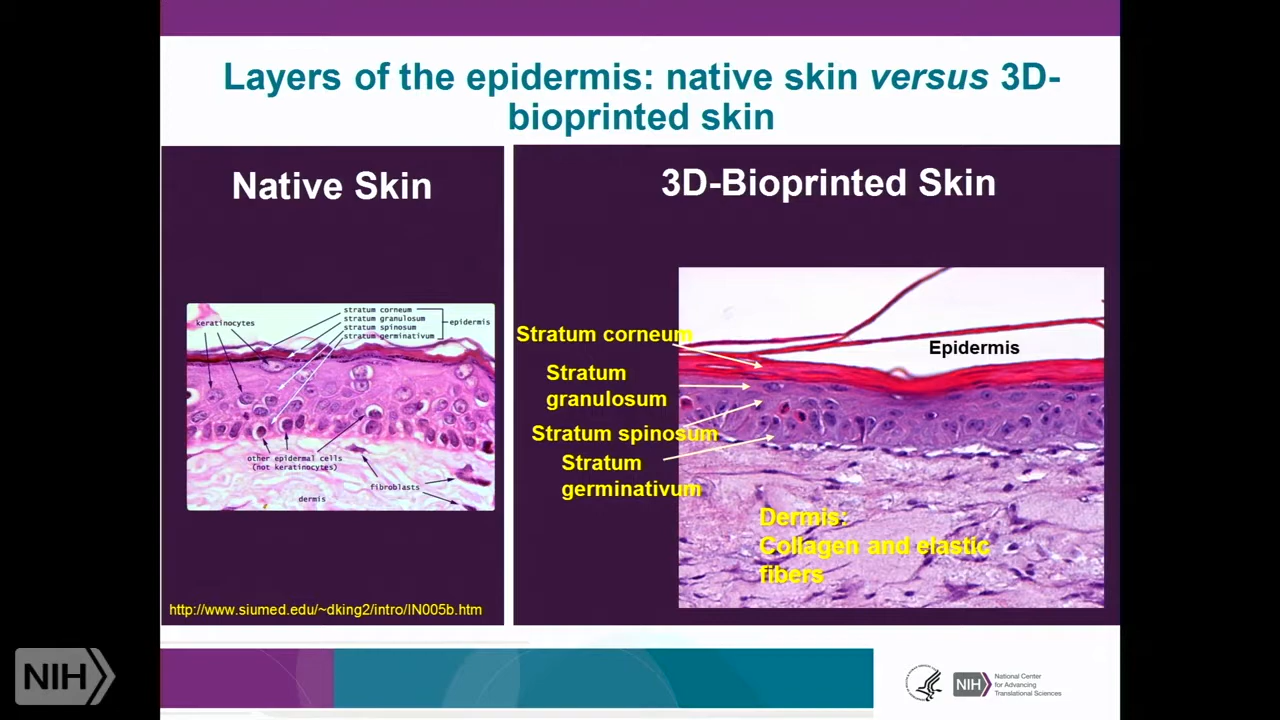 Layers of the epidermis: native skin versus 3D-
bioprinted skin
Native Skin
keratinocytes
stratum corneum
stratum granulosum
stratum spinosum
stratum germinativum
epidermis
other epidermal cells
(not keratinocytes)
fibroblasts
dermis
http://www.siumed.edu/~dking2/intro/IN005b.htm
3D-Bioprinted Skin
Stratum corneum
Stratum
granulosum
Stratum spinosum
Stratum
germinativum
Epidermis
Dermis:
Collagen and elastic
fibers
NIH
NIH
National Center
for Advancing
Translational Sciences